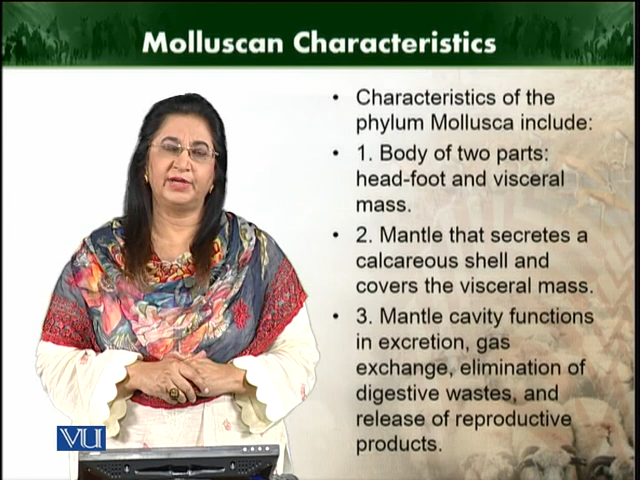 Molluscan Characteristics
• Characteristics of the
phylum Mollusca include:
• 1. Body of two parts:
head-foot and visceral
mass.
• 2. Mantle that secretes a
calcareous shell and
covers the visceral mass.
• 3. Mantle cavity functions
in excretion, gas
exchange, elimination of
digestive wastes, and
release of reproductive
products.
VU